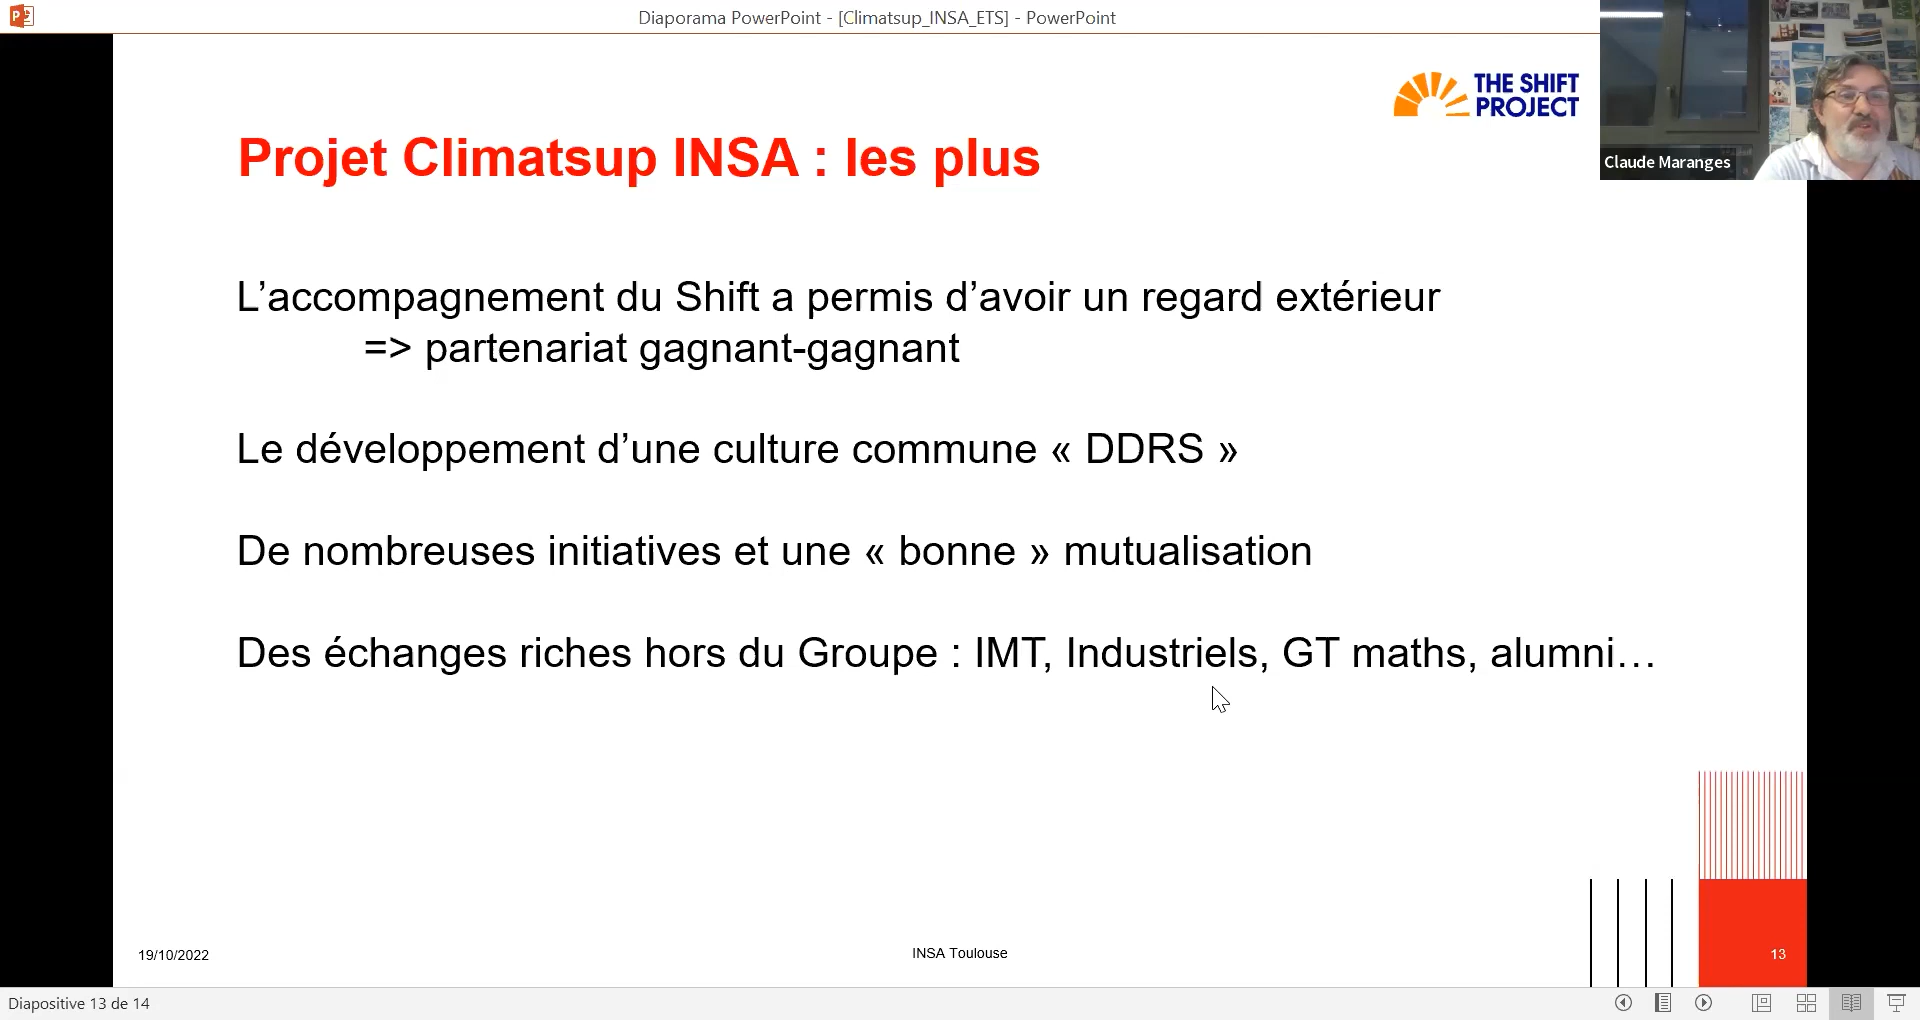 Diaporama PowerPoint - [Climatsup_INSA_ETS] - PowerPoint
THE SHIFT
PROJECT
Claude Maranges
Projet Climatsup INSA : les plus
L’accompagnement du Shift a permis d’avoir un regard extérieur
=> partenariat gagnant-gagnant
Le développement d’une culture commune « DDRS »
De nombreuses initiatives et une « bonne » mutualisation
Des échanges riches hors du Groupe : IMT, Industriels, GT maths, alumni…
19/10/2022
INSA Toulouse
13
Diapositive 13 de 14